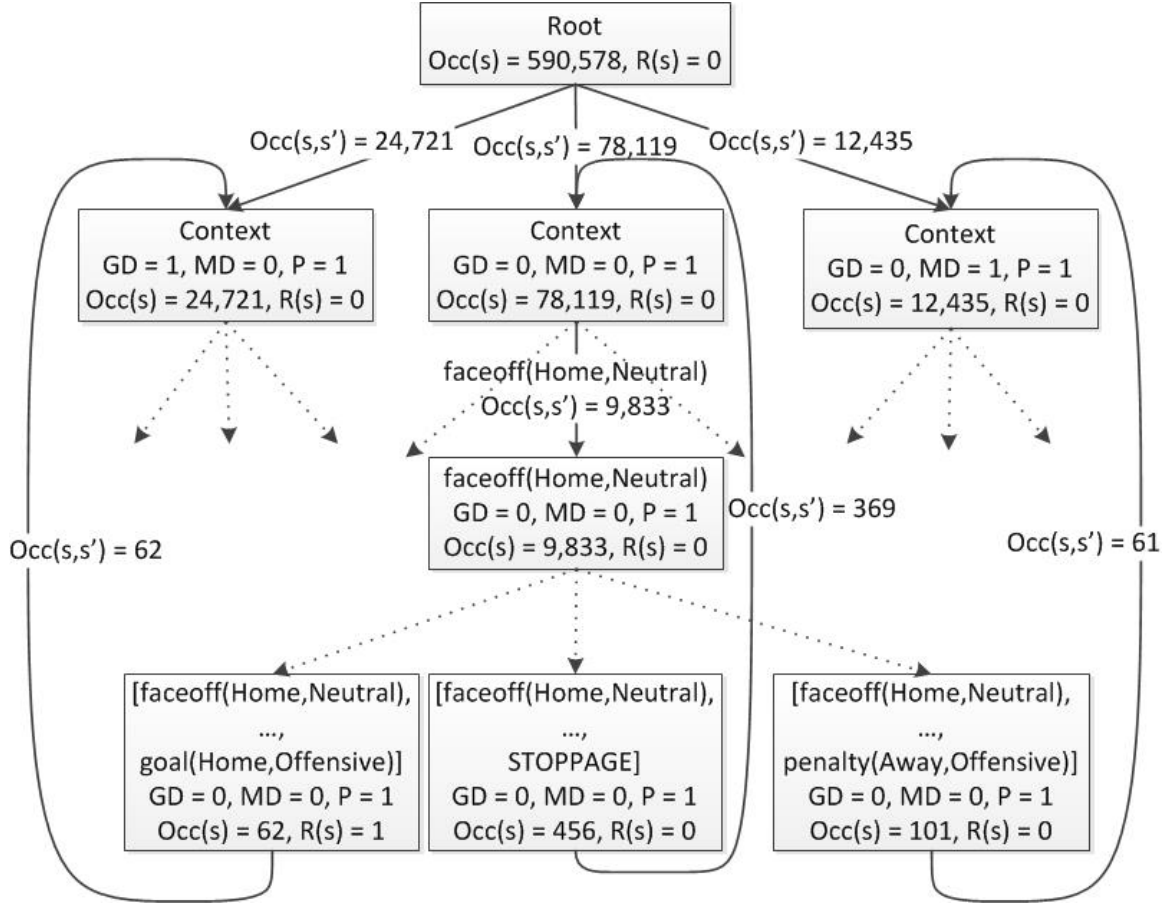 Root
Occ(s) = 590,578, R(s) = 0
Occ(s,s’) = 24,721
Occ(s,s’) = 78,119
Occ(s,s’) = 12,435
Context
GD = 1, MD = 0, P = 1
Occ(s) = 24,721, R(s) = 0
Context
GD = 0, MD = 0, P = 1
Occ(s) = 78,119, R(s) = 0
Context
GD = 0, MD = 1, P = 1
Occ(s) = 12,435, R(s) = 0
faceoff(Home,Neutral)
Occ(s,s’) = 9,833
faceoff(Home,Neutral)
GD = 0, MD = 0, P = 1
Occ(s) = 9,833, R(s) = 0
Occ(s,s’) = 62
Occ(s,s’) = 369
Occ(s,s’) = 61
[faceoff(Home,Neutral),
…,
goal(Home,Offensive)]
GD = 0, MD = 0, P = 1
Occ(s) = 62, R(s) = 1
[faceoff(Home,Neutral),
…,
STOPPAGE]
GD = 0, MD = 0, P = 1
Occ(s) = 456, R(s) = 0
[faceoff(Home,Neutral),
…,
penalty(Away,Offensive)]
GD = 0, MD = 0, P = 1
Occ(s) = 101, R(s) = 0